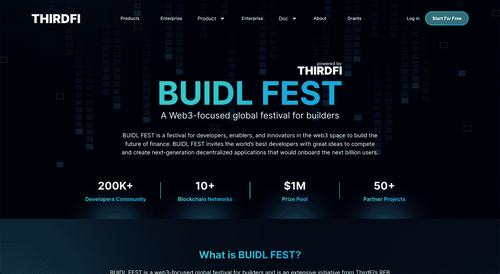 THIRDFI
Products Enterprise Product Enterprise Doc About Grants Log in Start For Free
powered by
THIRDFI
BUIDL FEST
A Web3-focused global festival for builders
BUIDL FEST is a festival for developers, enablers, and innovators in the web3 space to build the
future of finance. BUIDL FEST invites the world's best developers with great ideas to compete
and create next-generation decentralized applications that would onboard the next billion users.
200K+ 10+ $1M 50+
Developers Community Blockchain Networks Prize Pool Partner Projects
What is BUIDL FEST?
BUIDL FEST is a web3-focused global festival for builders and is an extensive initiative from ThirdFi's REB